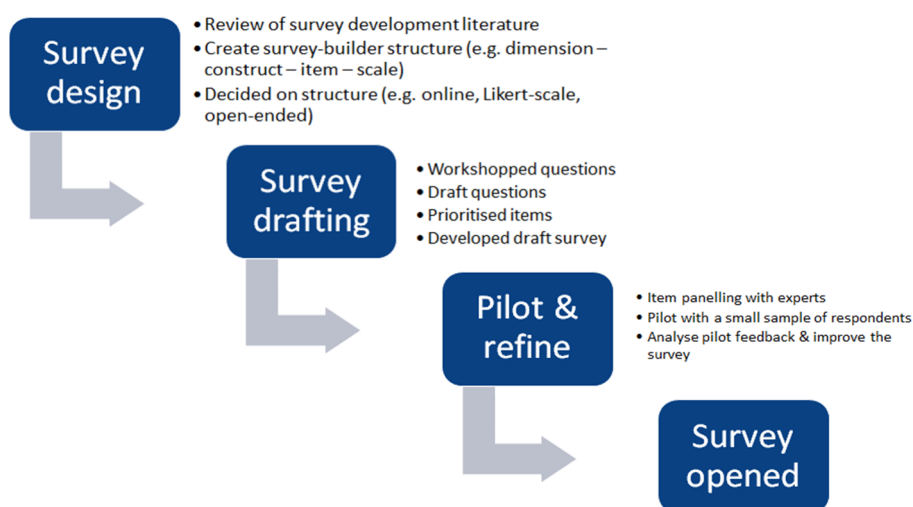 Survey
design
• Review of survey development literature
• Create survey-builder structure (e.g. dimension –
construct – item – scale)
• Decided on structure (e.g. online, Likert-scale,
open-ended)
Survey
drafting
• Workshopped questions
• Draft questions
• Prioritised items
• Developed draft survey
Pilot &
refine
• Item panelling with experts
• Pilot with a small sample of respondents
• Analyse pilot feedback & improve the
survey
Survey
opened